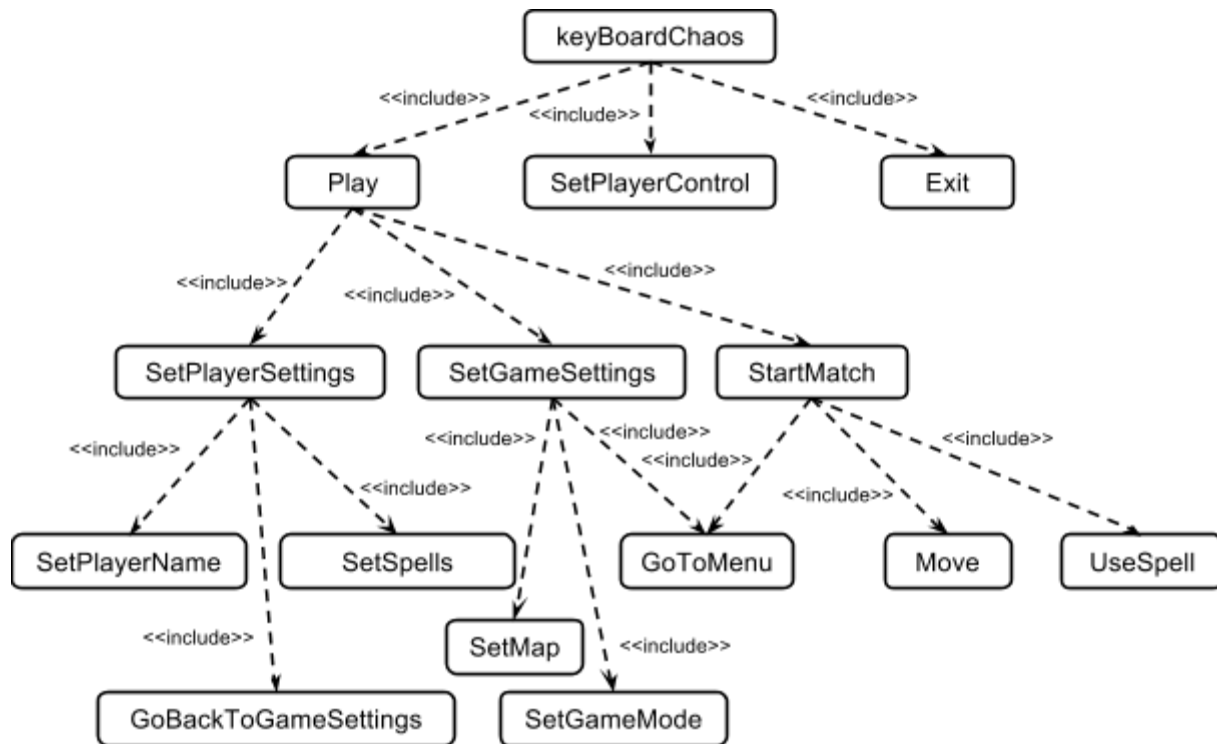 keyBoardChaos
<<include>>
<<include>>
<<include>>
Play
SetPlayerControl
Exit
<<include>>
<<include>>
<<include>>
SetPlayerSettings
SetGameSettings
StartMatch
<<include>>
<<include>>
<<include>>
<<include>>
<<include>>
<<include>>
<<include>>
<<include>>
SetPlayerName
SetSpells
GoToMenu
Move
UseSpell
<<include>>
<<include>>
SetMap
GoBackToGameSettings
SetGameMode